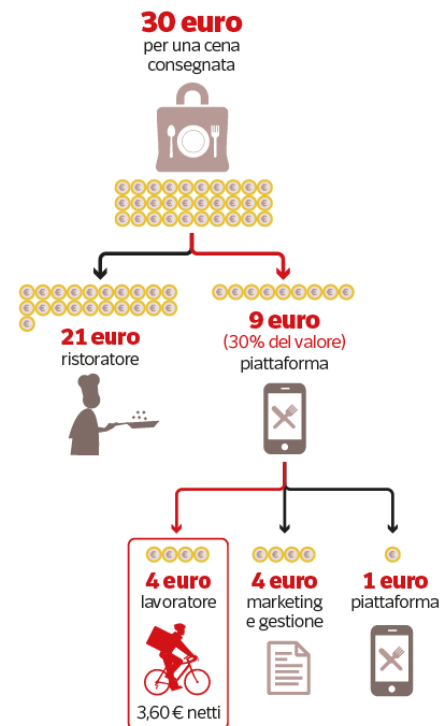 30 euro
per una cena
consegnata
21 euro
ristoratore
9 euro
(30% del valore)
piattaforma
4 euro
lavoratore
3,60 € netti
4 euro
marketing
e gestione
1 euro
piattaforma